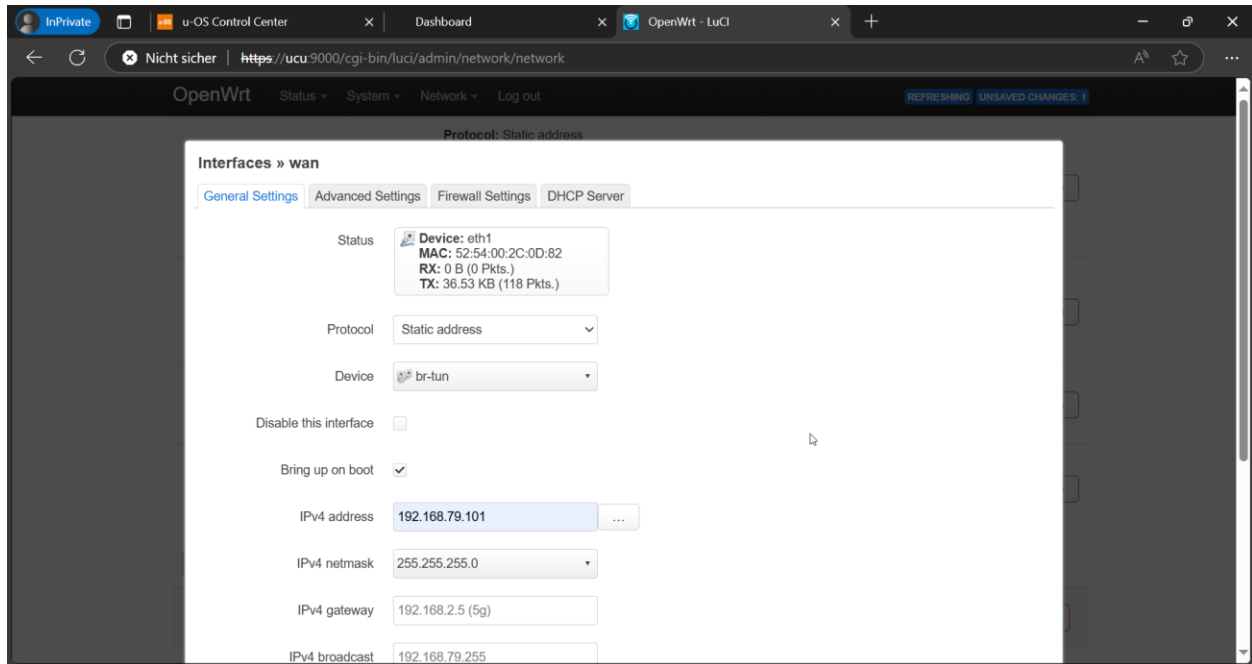 InPrivate
u-OS Control Center
Dashboard
OpenWrt - LuCI
Nicht sicher | https://ucu:9000/cgi-bin/luci/admin/network/network
OpenWrt Status System Network Log out REFRESHING UNSAVED CHANGES: 1
Protocol: Static address
Interfaces » wan
General Settings Advanced Settings Firewall Settings DHCP Server
Status
Device: eth1
MAC: 52:54:00:2C:0D:82
RX: 0 B (0 Pkts.)
TX: 36.53 KB (118 Pkts.)
Protocol Static address
Device br-tun
Disable this interface
Bring up on boot
IPv4 address 192.168.79.101 ...
IPv4 netmask 255.255.255.0
IPv4 gateway 192.168.2.5 (5g)
IPv4 broadcast 192.168.79.255